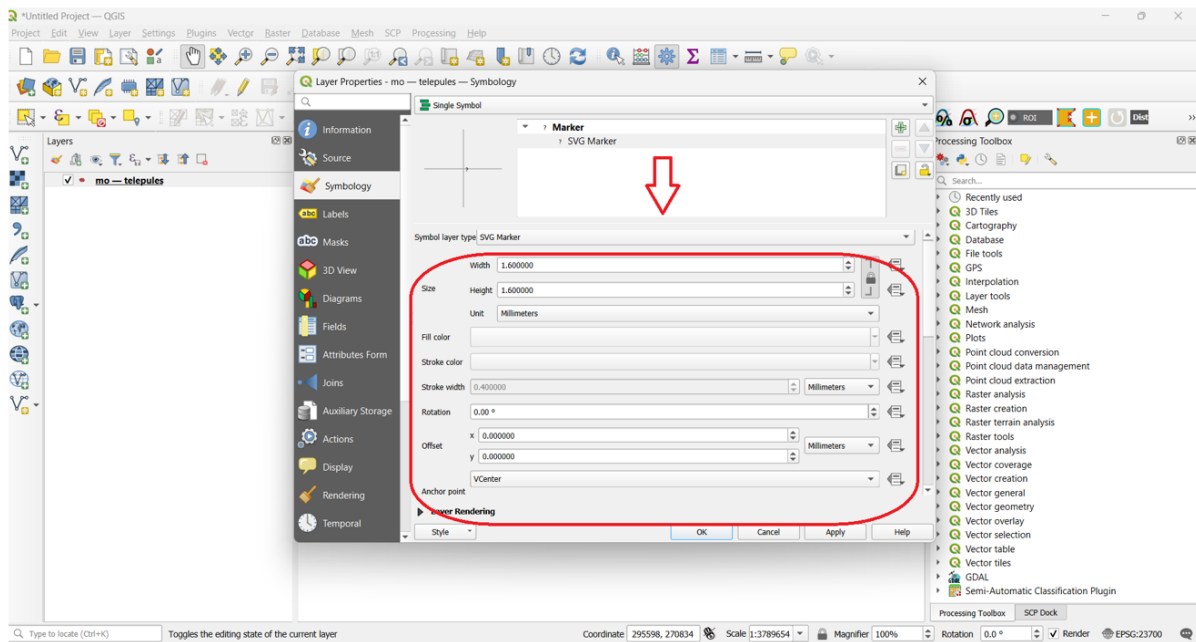 *Untitled Project — QGIS
Project Edit View Layer Settings Plugins Vector Raster Database Mesh SCP Processing Help
Layer Properties - mo — telepules — Symbology
Single Symbol
Information
Source
Symbology
Labels
Masks
3D View
Diagrams
Fields
Attributes Form
Joins
Auxiliary Storage
Actions
Display
Rendering
Temporal
abc
abc
? Marker
? SVG Marker
?
Symbol layer type SVG Marker
Size
Width 1.600000
Height 1.600000
Unit Millimeters
Fill color
Stroke color
Stroke width 0.400000 Millimeters
Rotation 0.00 °
Offset
x 0.000000
y 0.000000
Millimeters
VCenter
Anchor point
Layer Rendering
Style OK Cancel Apply Help
Layers
mo — telepules
ROI
Dist
»
Processing Toolbox
Search...
Recently used
3D Tiles
Cartography
Database
File tools
GPS
Interpolation
Layer tools
Mesh
Network analysis
Plots
Point cloud conversion
Point cloud data management
Point cloud extraction
Raster analysis
Raster creation
Raster terrain analysis
Raster tools
Vector analysis
Vector coverage
Vector creation
Vector general
Vector geometry
Vector overlay
Vector selection
Vector table
Vector tiles
GDAL
Semi-Automatic Classification Plugin
Processing Toolbox SCP Dock
Type to locate (Ctrl+K) Toggles the editing state of the current layer Coordinate 295598, 270834 Scale 1:3789654 Magnifier 100% Rotation 0.0 ° Render EPSG:23700